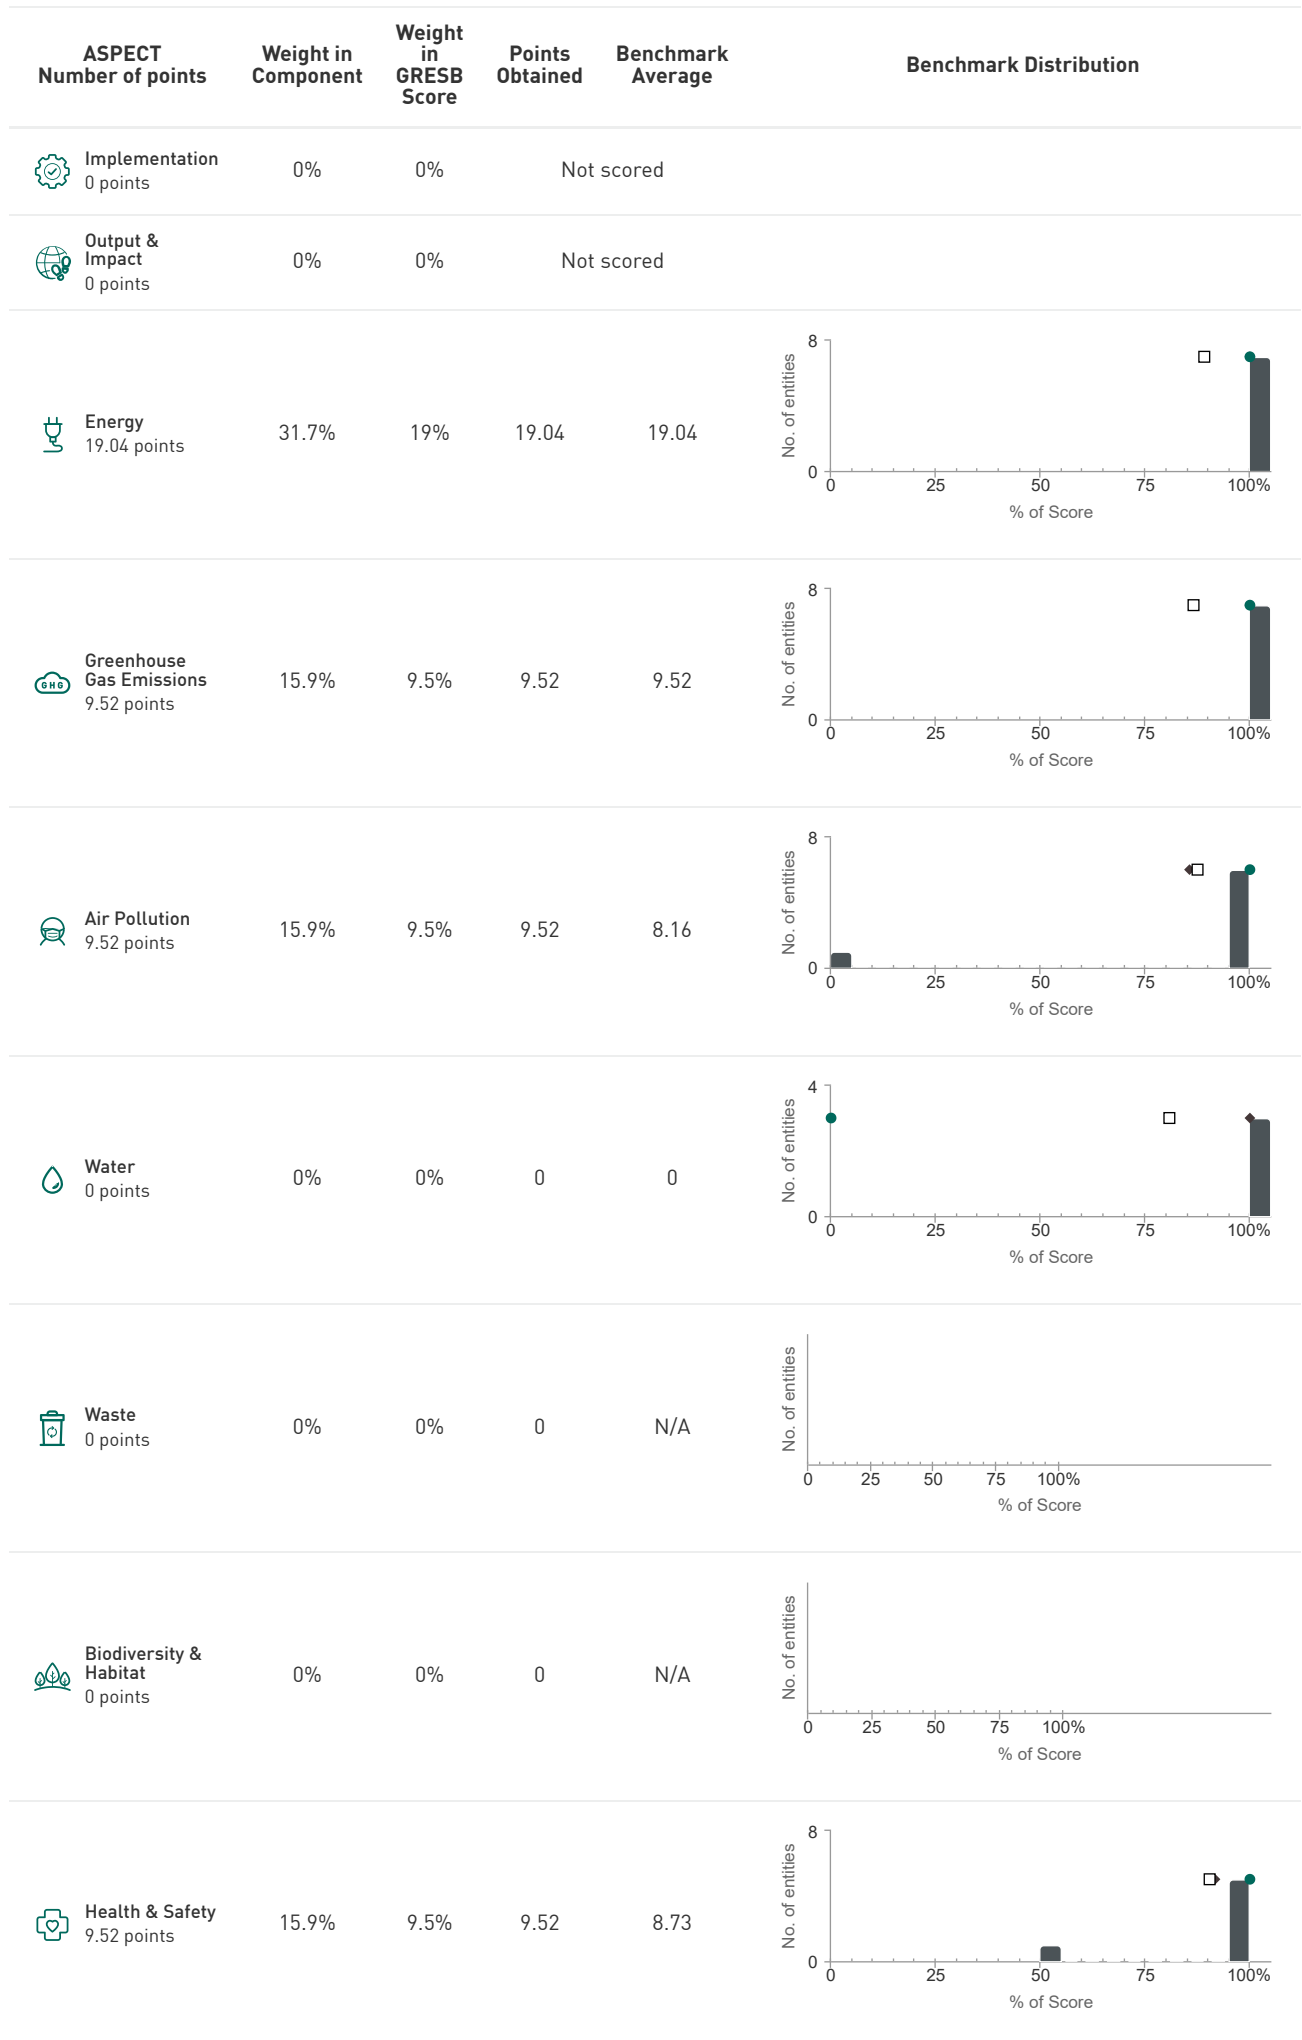 ASPECT
Number of points
Weight in
Component
Weight
in
GRESB
Score
Points
Obtained
Benchmark
Average
Benchmark Distribution
Implementation
0 points
0%
0%
Not scored
Output &
Impact
0 points
0%
0%
Not scored
Energy
19.04 points
31.7%
19%
19.04
19.04
No. of entities
8
0
0 25 50 75 100%
% of Score
GHG
Greenhouse
Gas Emissions
9.52 points
15.9%
9.5%
9.52
9.52
No. of entities
8
0
0 25 50 75 100%
% of Score
Air Pollution
9.52 points
15.9%
9.5%
9.52
8.16
No. of entities
8
0
0 25 50 75 100%
% of Score
Water
0 points
0%
0%
0
0
No. of entities
4
0
0 25 50 75 100%
% of Score
Waste
0 points
0%
0%
0
N/A
No. of entities
0 25 50 75 100%
% of Score
Biodiversity &
Habitat
0 points
0%
0%
0
N/A
No. of entities
0 25 50 75 100%
% of Score
Health & Safety
9.52 points
15.9%
9.5%
9.52
8.73
No. of entities
8
0
0 25 50 75 100%
% of Score